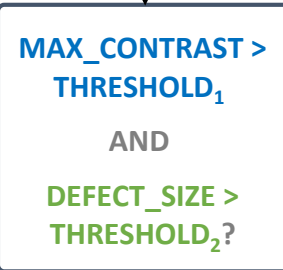 MAX_CONTRAST >
THRESHOLD₁
AND
DEFECT_SIZE >
THRESHOLD₂?